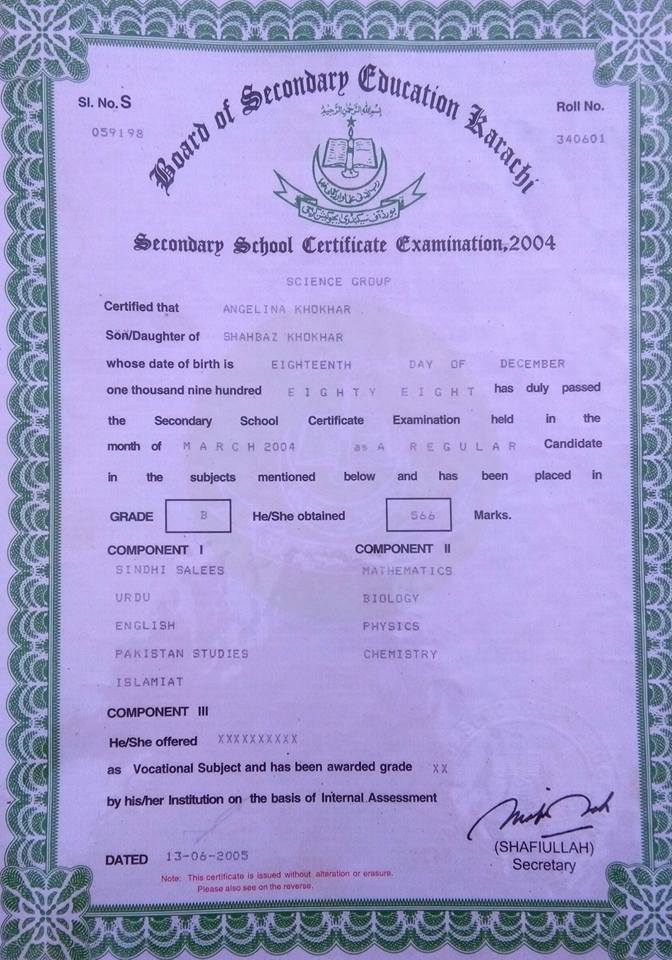 Sl. No. S
Roll No.
059198
340601
Board of Secondary Education Karachi
بسم الله الرحمن الرحيم
Secondary School Certificate Examination,2004
SCIENCE GROUP
Certified that ANGELINA KHOKHAR
Son/Daughter of SHAHBAZ KHOKHAR
whose date of birth is EIGHTEENTH DAY OF DECEMBER
one thousand nine hundred EIGHTY EIGHT has duly passed
the Secondary School Certificate Examination held in the
month of MARCH 2004 as A REGULAR Candidate
in the subjects mentioned below and has been placed in
GRADE B He/She obtained 566 Marks.
COMPONENT I COMPONENT II
SINDHI SALEES MATHEMATICS
URDU BIOLOGY
ENGLISH PHYSICS
PAKISTAN STUDIES CHEMISTRY
ISLAMIAT
COMPONENT III
He/She offered XXXXXXXXXX
as Vocational Subject and has been awarded grade XX
by his/her Institution on the basis of Internal Assessment
(SHAFIULLAH)
Secretary
DATED 13-06-2005
Note: This certificate is issued without alteration or erasure.
Please also see on the reverse.